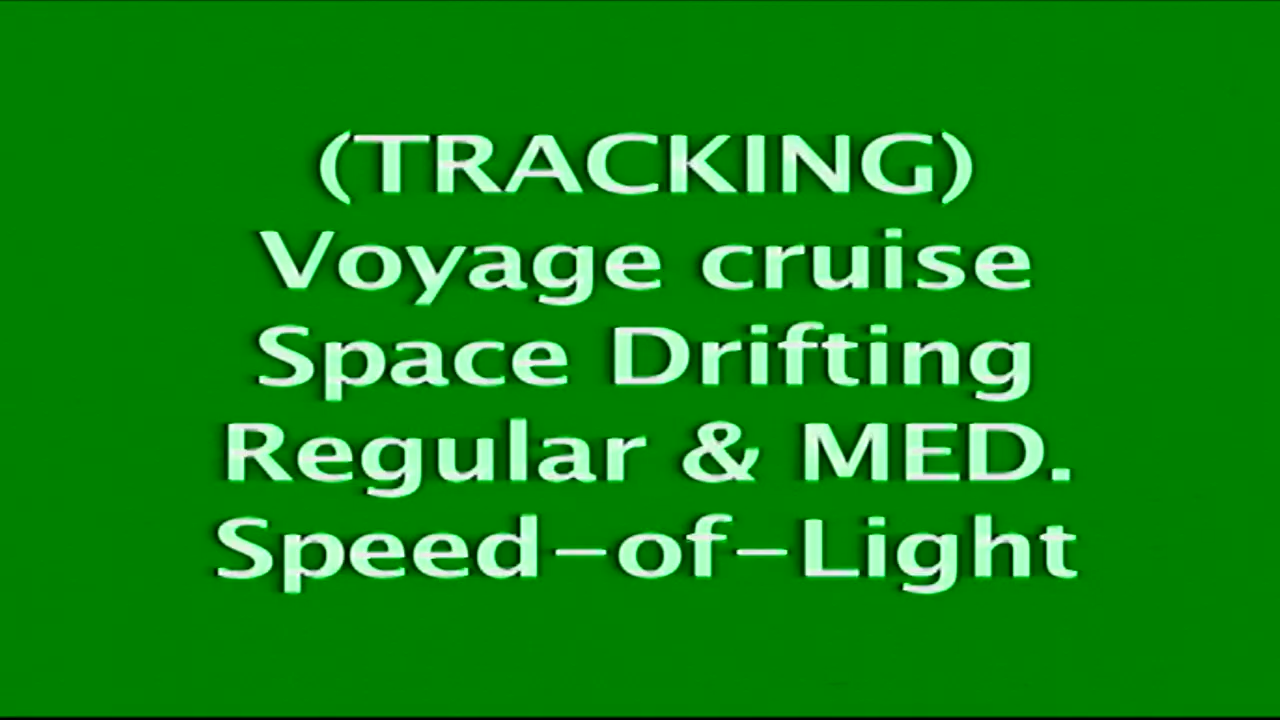 (TRACKING)
Voyage cruise
Space Drifting
Regular & MED.
Speed-of-Light